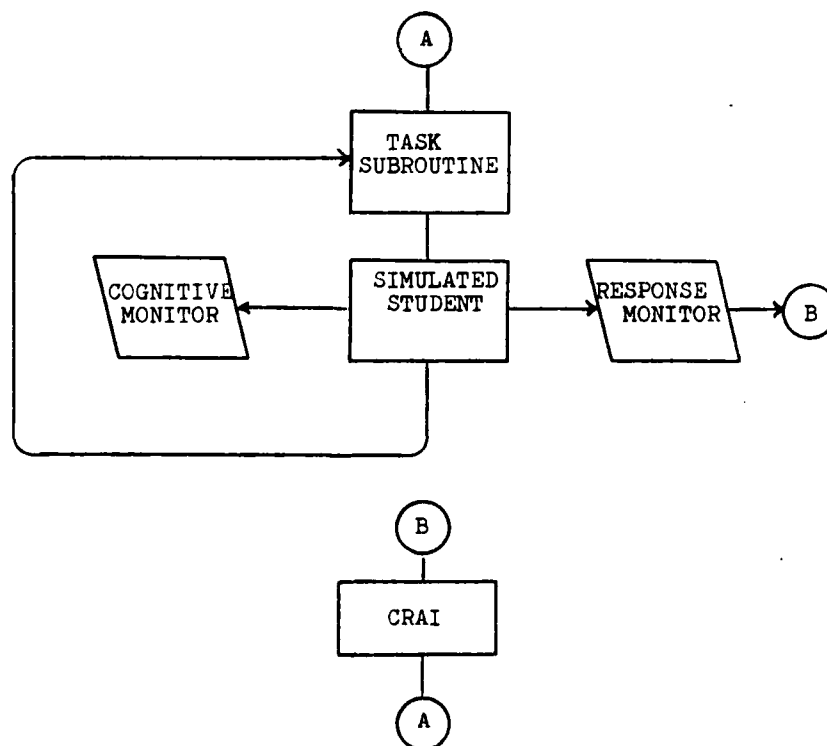 A
TASK
SUBROUTINE
COGNITIVE
MONITOR
SIMULATED
STUDENT
RESPONSE
MONITOR
B
B
CRAI
A